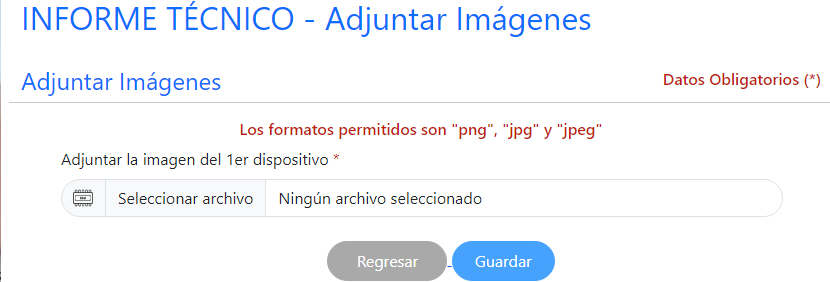 INFORME TÉCNICO - Adjuntar Imágenes
Adjuntar Imágenes
Datos Obligatorios (*)
Los formatos permitidos son "png", "jpg" y "jpeg"
Adjuntar la imagen del 1er dispositivo *
Seleccionar archivo Ningún archivo seleccionado
Regresar Guardar